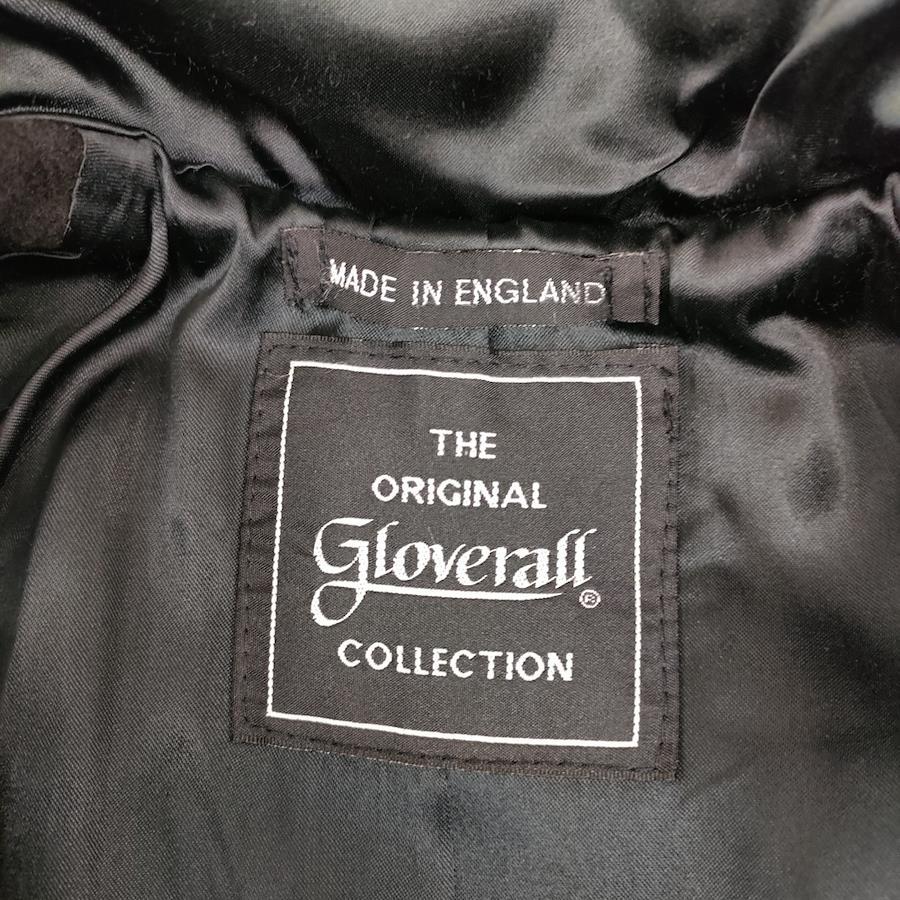 MADE IN ENGLAND
THE
ORIGINAL
Gloverall ®
COLLECTION